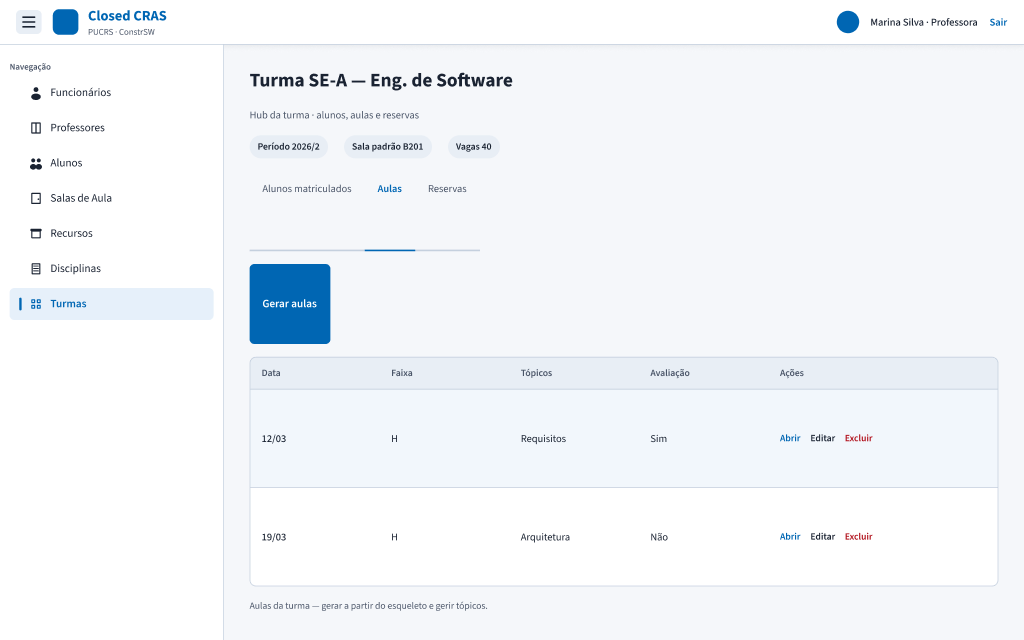 Closed CRAS
PUCRS · ConstrSW
Marina Silva · Professora
Sair
Navegação
Funcionários
Professores
Alunos
Salas de Aula
Recursos
Disciplinas
Turmas
Turma SE-A — Eng. de Software
Hub da turma · alunos, aulas e reservas
Período 2026/2 Sala padrão B201 Vagas 40
Alunos matriculados Aulas Reservas
Gerar aulas
Data Faixa Tópicos Avaliação Ações
12/03 H Requisitos Sim Abrir Editar Excluir
19/03 H Arquitetura Não Abrir Editar Excluir
Aulas da turma — gerar a partir do esqueleto e gerir tópicos.